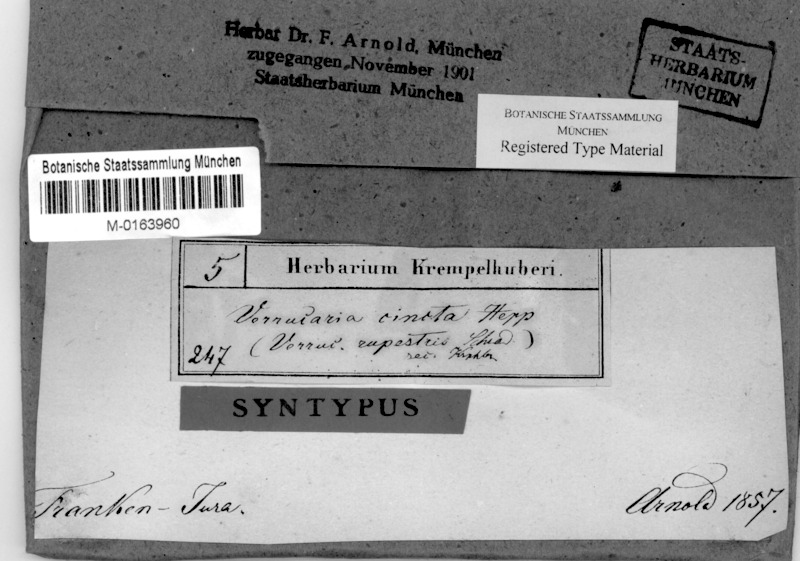 Herbar Dr. F. Arnold, München
zugegangen November 1901
Staatsherbarium München
STAATS-
HERBARIUM
MÜNCHEN
BOTANISCHE STAATSSAMMLUNG
MÜNCHEN
Registered Type Material
Botanische Staatssammlung München
M-0163960
5 Herbarium Krempelhuberi.
Verrucaria cincta Hepp
(Verruc. rupestris Schrad.)
247
SYNTYPUS
Franken-Jura.
Arnold 1857.